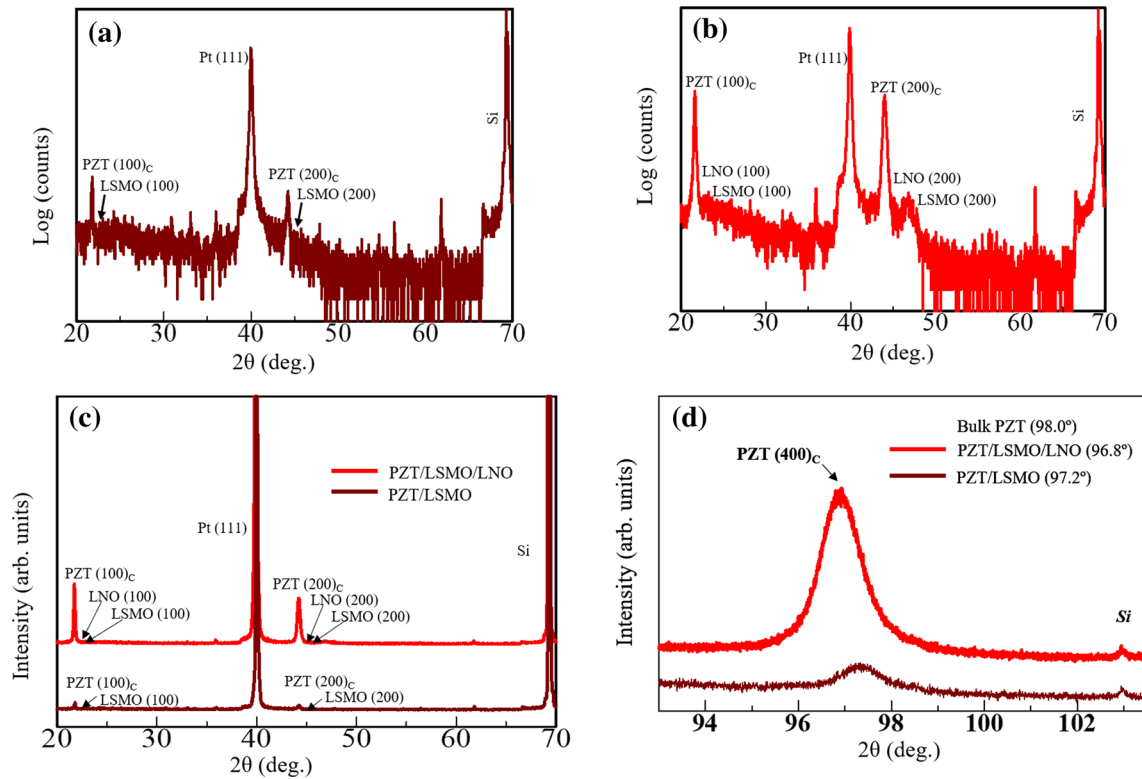 (a)
Pt (111)
Si
PZT (100)C
LSMO (100)
PZT (200)C
LSMO (200)
Log (counts)
20 30 40 50 60 70
2θ (deg.)
(b)
Pt (111)
PZT (100)C
PZT (200)C
Si
LNO (100)
LSMO (100)
LNO (200)
LSMO (200)
Log (counts)
20 30 40 50 60 70
2θ (deg.)
(c)
PZT/LSMO/LNO
PZT/LSMO
Pt (111)
Si
PZT (100)C
LNO (100)
LSMO (100)
PZT (200)C
LNO (200)
LSMO (200)
PZT (100)C
LSMO (100)
PZT (200)C
LSMO (200)
Intensity (arb. units)
20 30 40 50 60 70
2θ (deg.)
(d)
Bulk PZT (98.0º)
PZT/LSMO/LNO (96.8º)
PZT/LSMO (97.2º)
PZT (400)C
Si
Intensity (arb. units)
94 96 98 100 102
2θ (deg.)